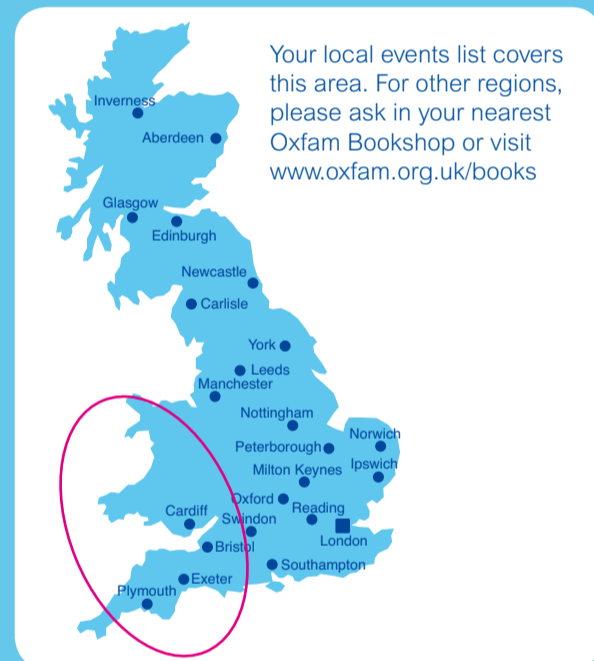 Your local events list covers
this area. For other regions,
please ask in your nearest
Oxfam Bookshop or visit
www.oxfam.org.uk/books
Inverness
Aberdeen
Glasgow
Edinburgh
Newcastle
Carlisle
York
Leeds
Manchester
Nottingham
Norwich
Peterborough
Ipswich
Milton Keynes
Oxford
Reading
Cardiff
Swindon
London
Bristol
Southampton
Exeter
Plymouth